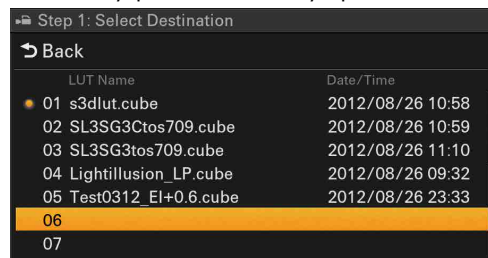 Step 1: Select Destination
Back
LUT Name Date/Time
01 s3dlut.cube 2012/08/26 10:58
02 SL3SG3Ctos709.cube 2012/08/26 10:59
03 SL3SG3tos709.cube 2012/08/26 11:10
04 Lightillusion_LP.cube 2012/08/26 09:32
05 Test0312_EI+0.6.cube 2012/08/26 23:33
06
07